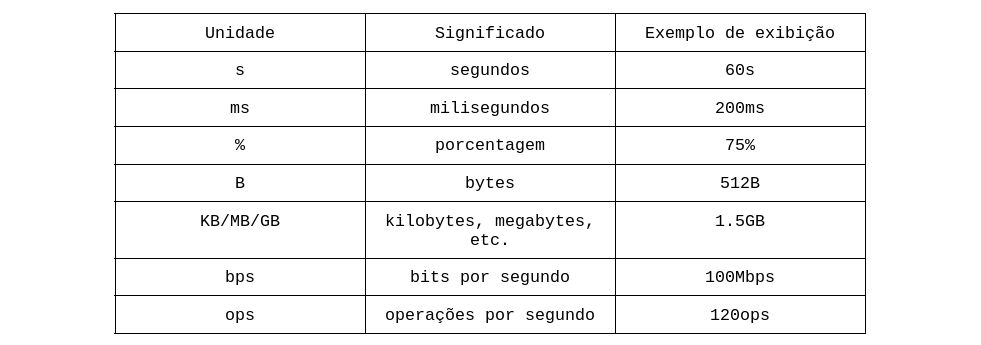 Unidade Significado Exemplo de exibição
s segundos 60s
ms milisegundos 200ms
% porcentagem 75%
B bytes 512B
KB/MB/GB kilobytes, megabytes, 1.5GB
etc.
bps bits por segundo 100Mbps
ops operações por segundo 120ops